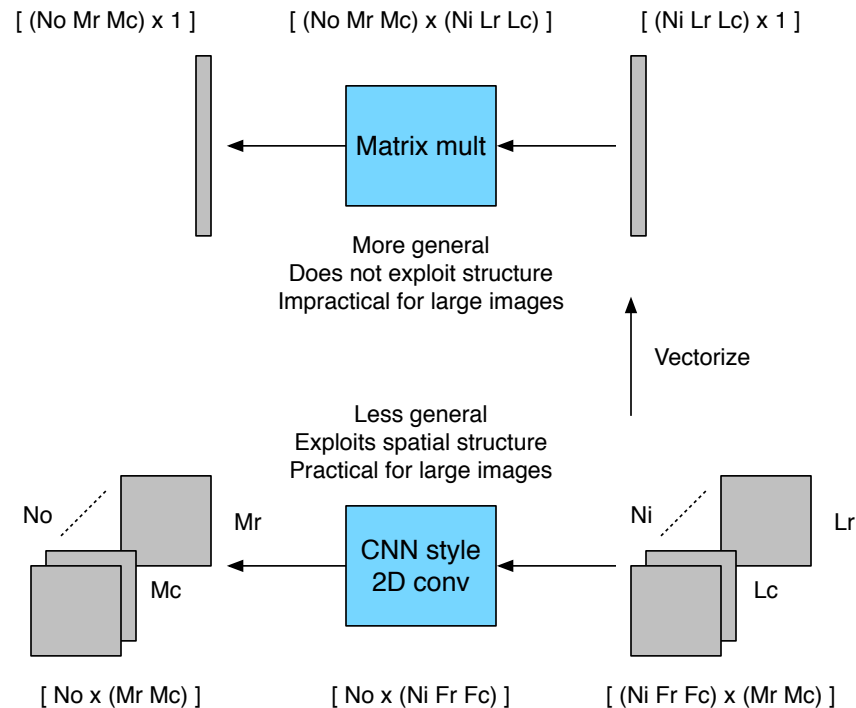 [ (No Mr Mc) x 1 ]
[ (No Mr Mc) x (Ni Lr Lc) ]
[ (Ni Lr Lc) x 1 ]
Matrix mult
More general
Does not exploit structure
Impractical for large images
Vectorize
Less general
Exploits spatial structure
Practical for large images
No
Mr
Mc
CNN style
2D conv
Ni
Lr
Lc
[ No x (Mr Mc) ]
[ No x (Ni Fr Fc) ]
[ (Ni Fr Fc) x (Mr Mc) ]